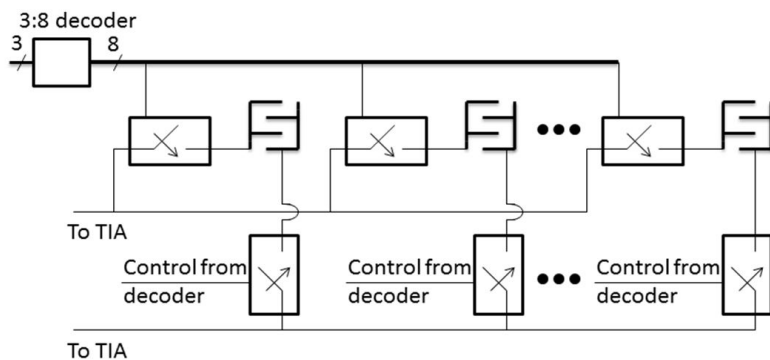 3:8 decoder
3 8
To TIA
Control from
decoder
Control from
decoder
Control from
decoder
To TIA